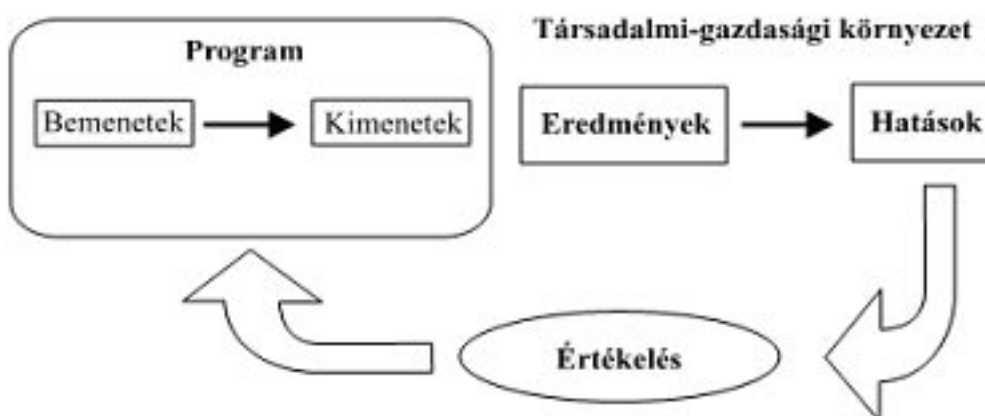 Program
Társadalmi-gazdasági környezet
Bemenetek
Kimenetek
Eredmények
Hatások
Értékelés